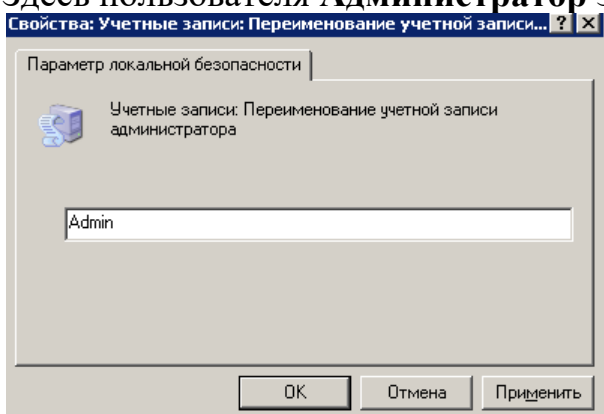 Здесь пользователя Администратор
Свойства: Учетные записи: Переименование учетной записи... ? ×
Параметр локальной безопасности
Учетные записи: Переименование учетной записи
администратора
Admin
OK Отмена Применить